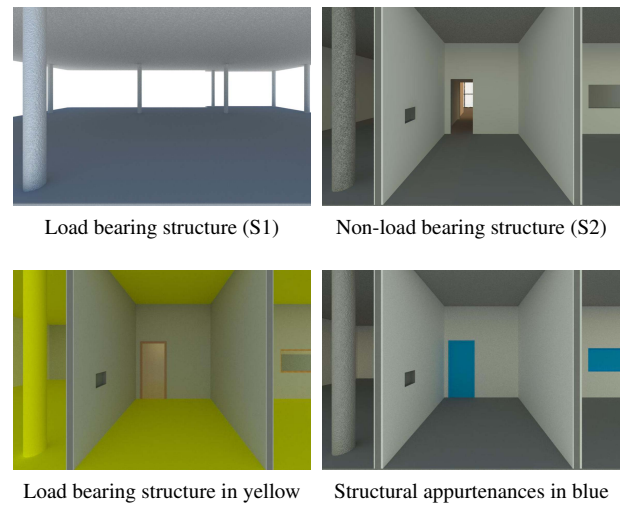 Load bearing structure (S1)
Non-load bearing structure (S2)
Load bearing structure in yellow
Structural appurtenances in blue